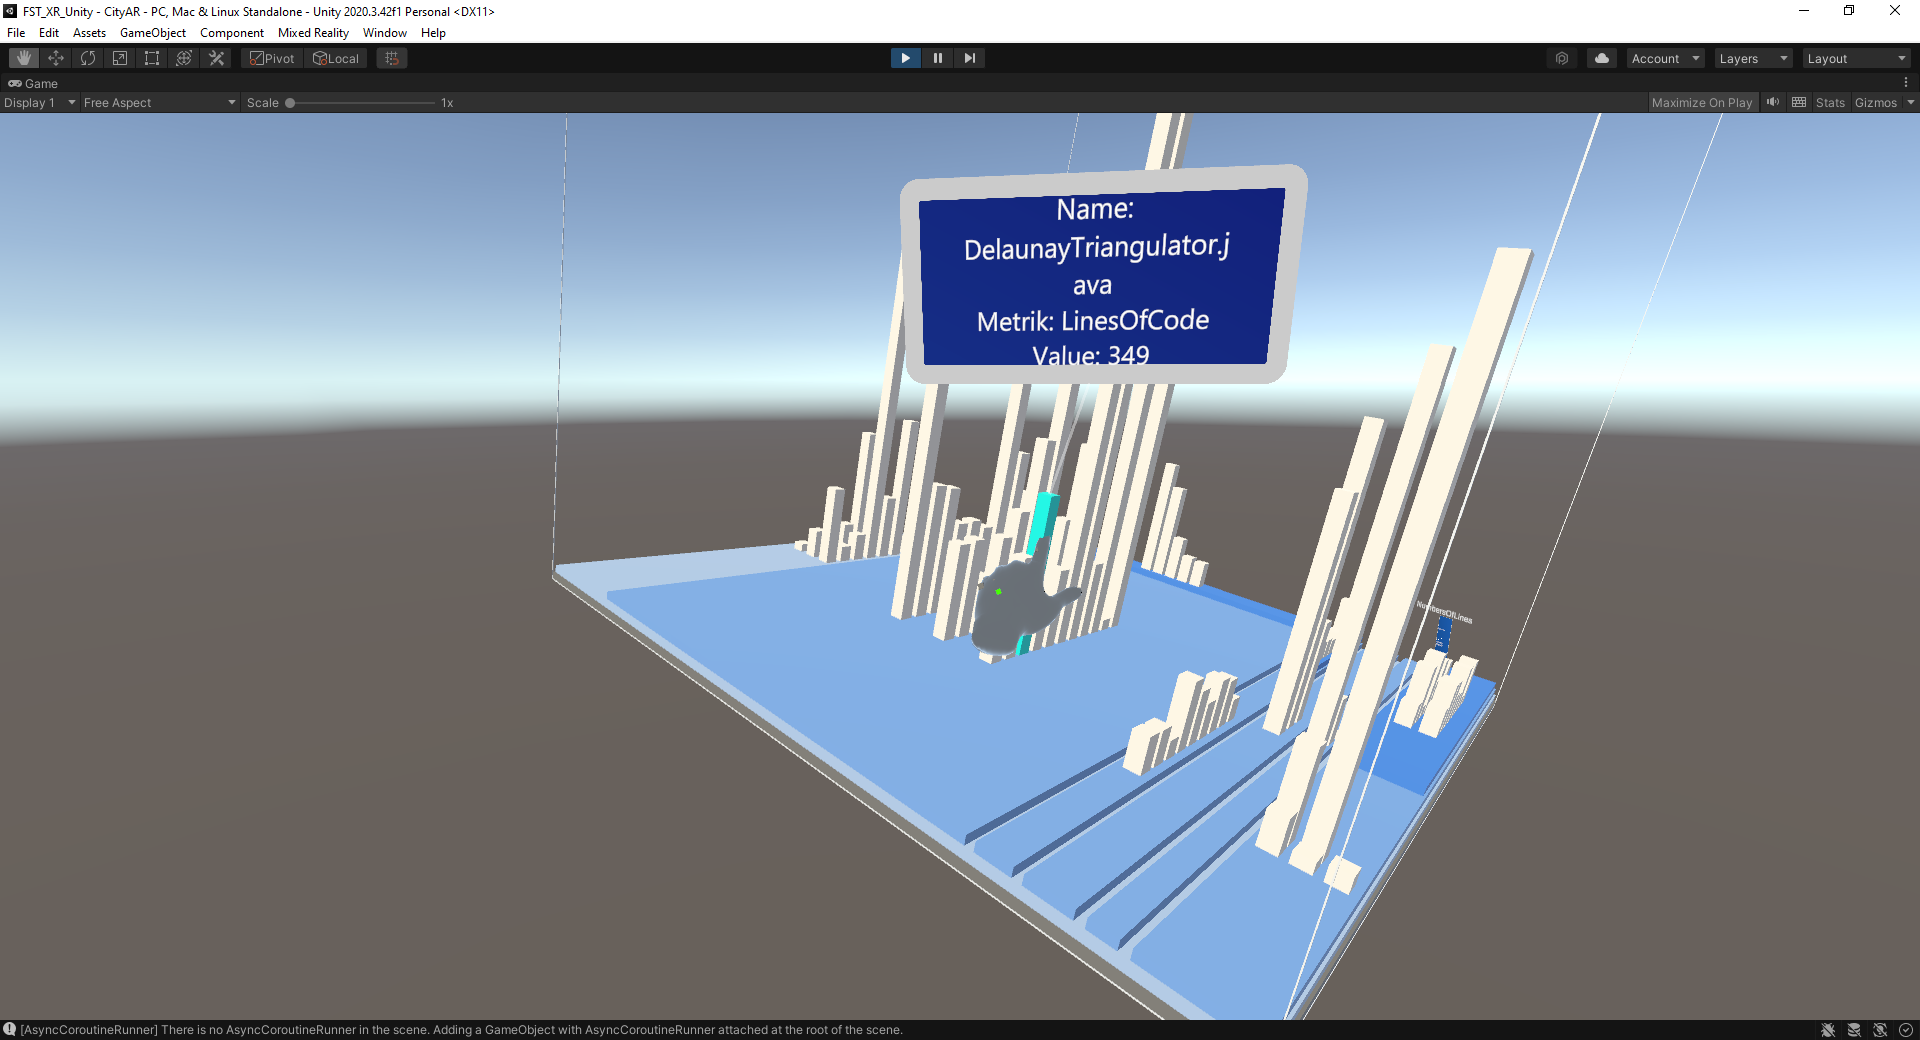 FST_XR_Unity - CityAR - PC, Mac & Linux Standalone - Unity 2020.3.42f1 Personal <DX11>
File Edit Assets GameObject Component Mixed Reality Window Help
Pivot Local Account Layers Layout
Game
Display 1 Free Aspect Scale 1x Maximize On Play Stats Gizmos
Name:
DelaunayTriangulator.j
ava
Metrik: LinesOfCode
Value: 349
NumbersOfLines
[AsyncCoroutineRunner] There is no AsyncCoroutineRunner in the scene. Adding a GameObject with AsyncCoroutineRunner attached at the root of the scene.